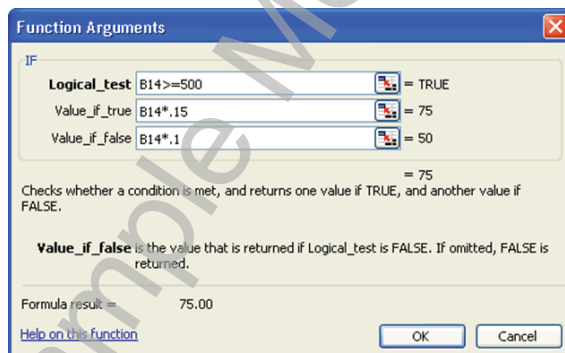 Function Arguments
IF
Logical_test B14>=500 = TRUE
Value_if_true B14*.15 = 75
Value_if_false B14*.1 = 50
= 75
Checks whether a condition is met, and returns one value if TRUE, and another value if
FALSE.
Value_if_false is the value that is returned if Logical_test is FALSE. If omitted, FALSE is
returned.
Formula result = 75.00
Help on this function OK Cancel